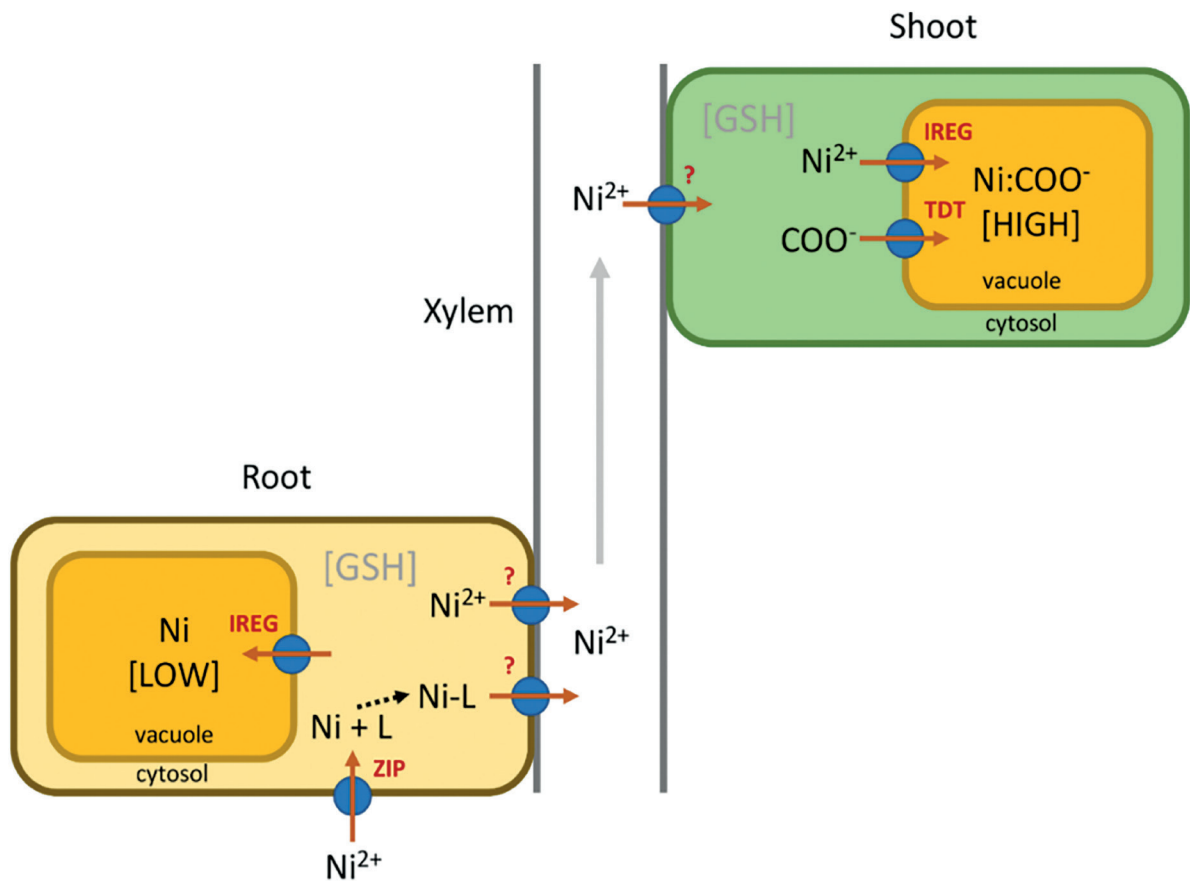 Shoot
[GSH]
IREG
Ni²⁺
?
Ni:COO⁻
Ni²⁺
TDT
[HIGH]
COO⁻
vacuole
Xylem
cytosol
Root
[GSH]
?
Ni²⁺
Ni
IREG
Ni²⁺
[LOW]
?
Ni-L
Ni + L
vacuole
cytosol
ZIP
Ni²⁺